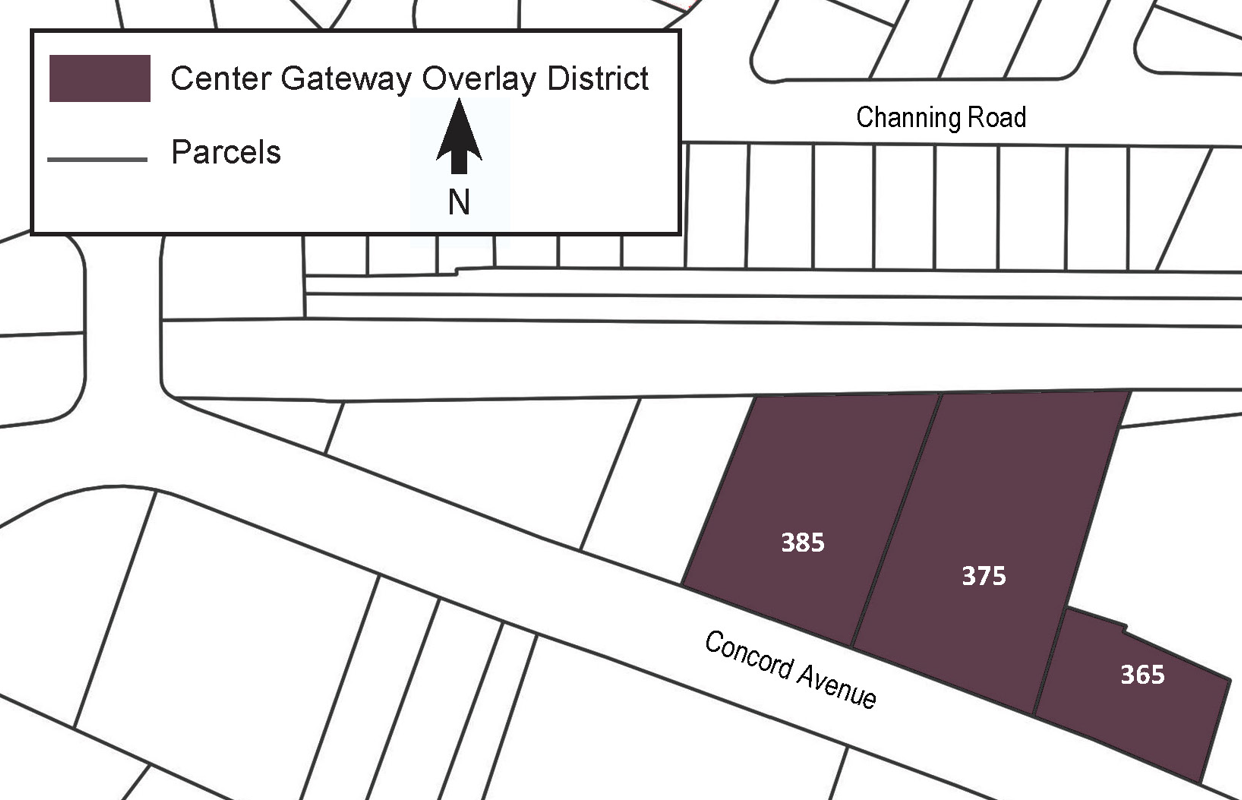 Center Gateway Overlay District
Parcels
N
Channing Road
385
375
365
Concord Avenue